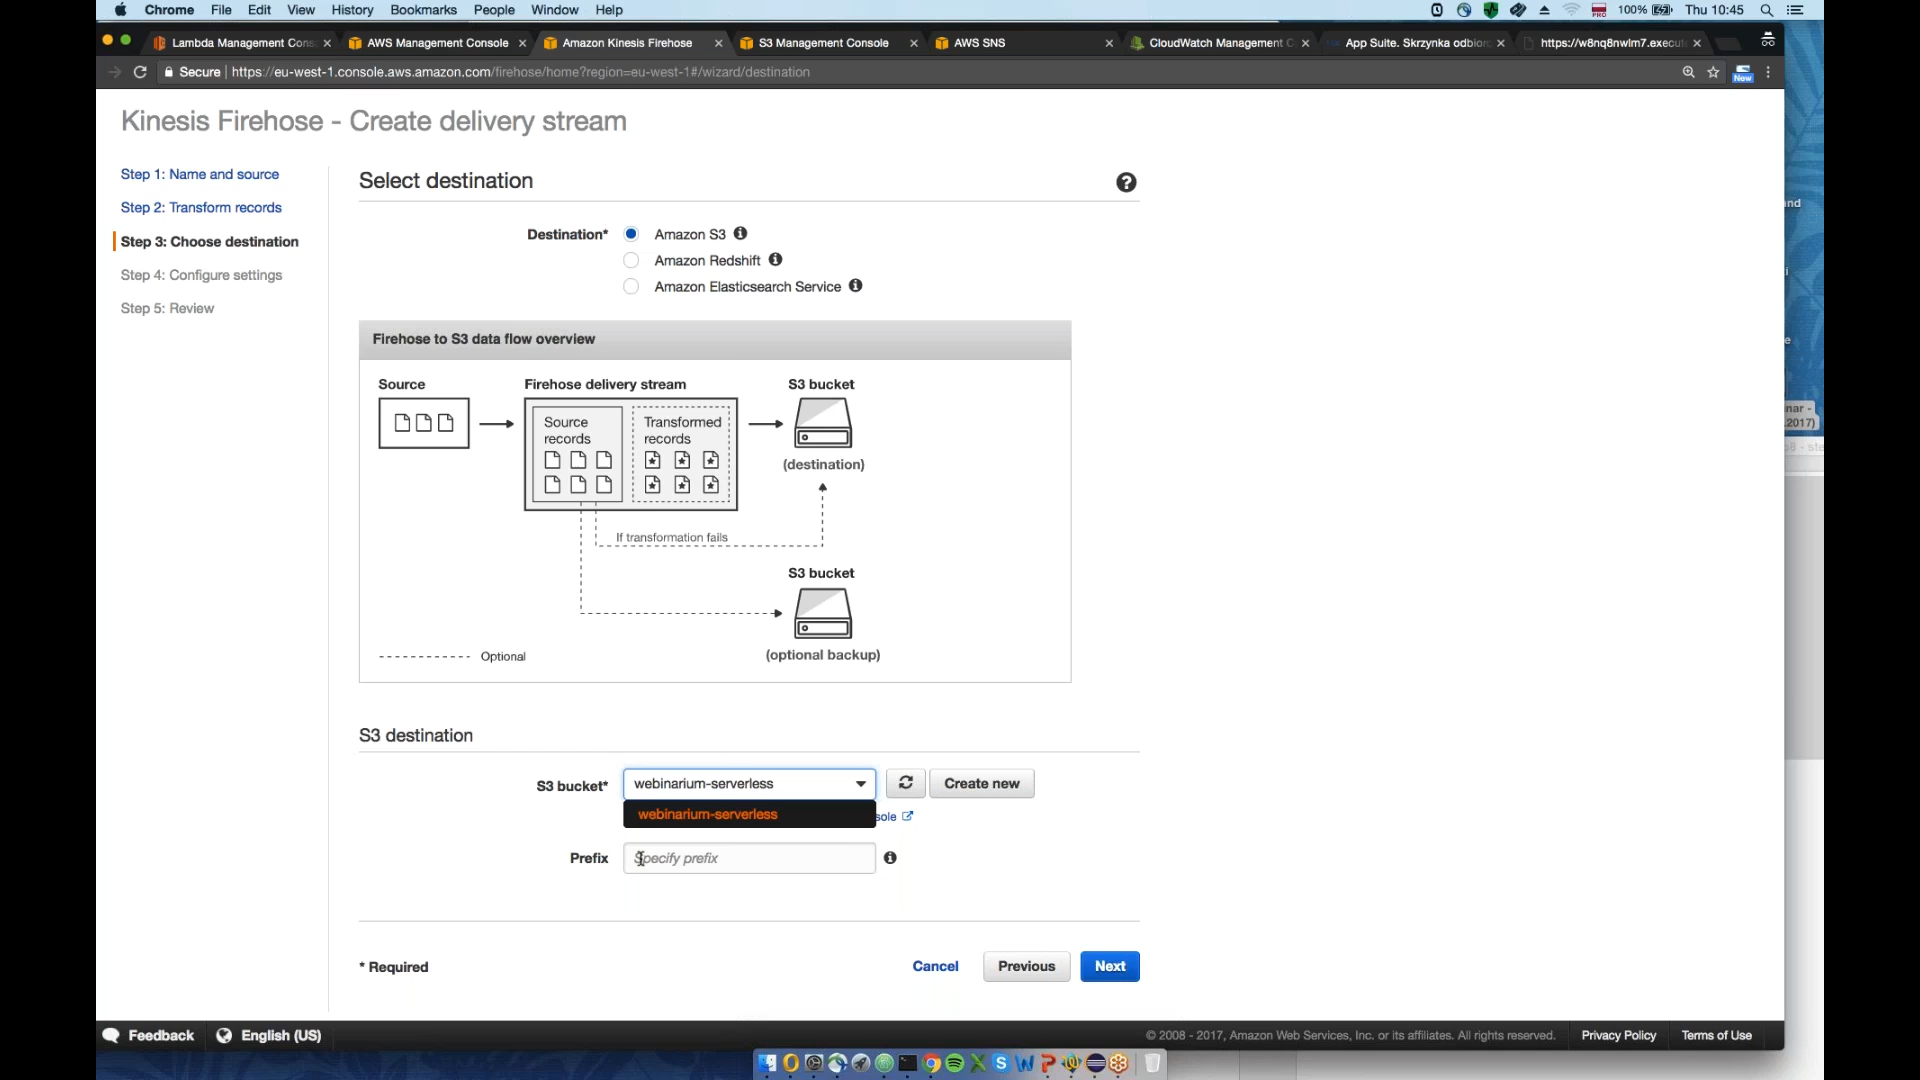 Chrome File Edit View History Bookmarks People Window Help
100% Thu 10:45
Lambda Management Cons
AWS Management Console
Amazon Kinesis Firehose
S3 Management Console
AWS SNS
CloudWatch Management C
App Suite. Skrzynka odbior
https://w8nq8nwlm7.execut
Secure https://eu-west-1.console.aws.amazon.com/firehose/home?region=eu-west-1#/wizard/destination
New
Kinesis Firehose - Create delivery stream
Step 1: Name and source
Step 2: Transform records
Step 3: Choose destination
Step 4: Configure settings
Step 5: Review
Select destination
Destination*
Amazon S3
Amazon Redshift
Amazon Elasticsearch Service
Firehose to S3 data flow overview
Source
Firehose delivery stream
S3 bucket
Source records
Transformed records
(destination)
If transformation fails
S3 bucket
(optional backup)
Optional
S3 destination
S3 bucket*
webinarium-serverless
Create new
webinarium-serverless
sole
Prefix
Specify prefix
* Required
Cancel
Previous
Next
Feedback
English (US)
© 2008 - 2017, Amazon Web Services, Inc. or its affiliates. All rights reserved.
Privacy Policy
Terms of Use